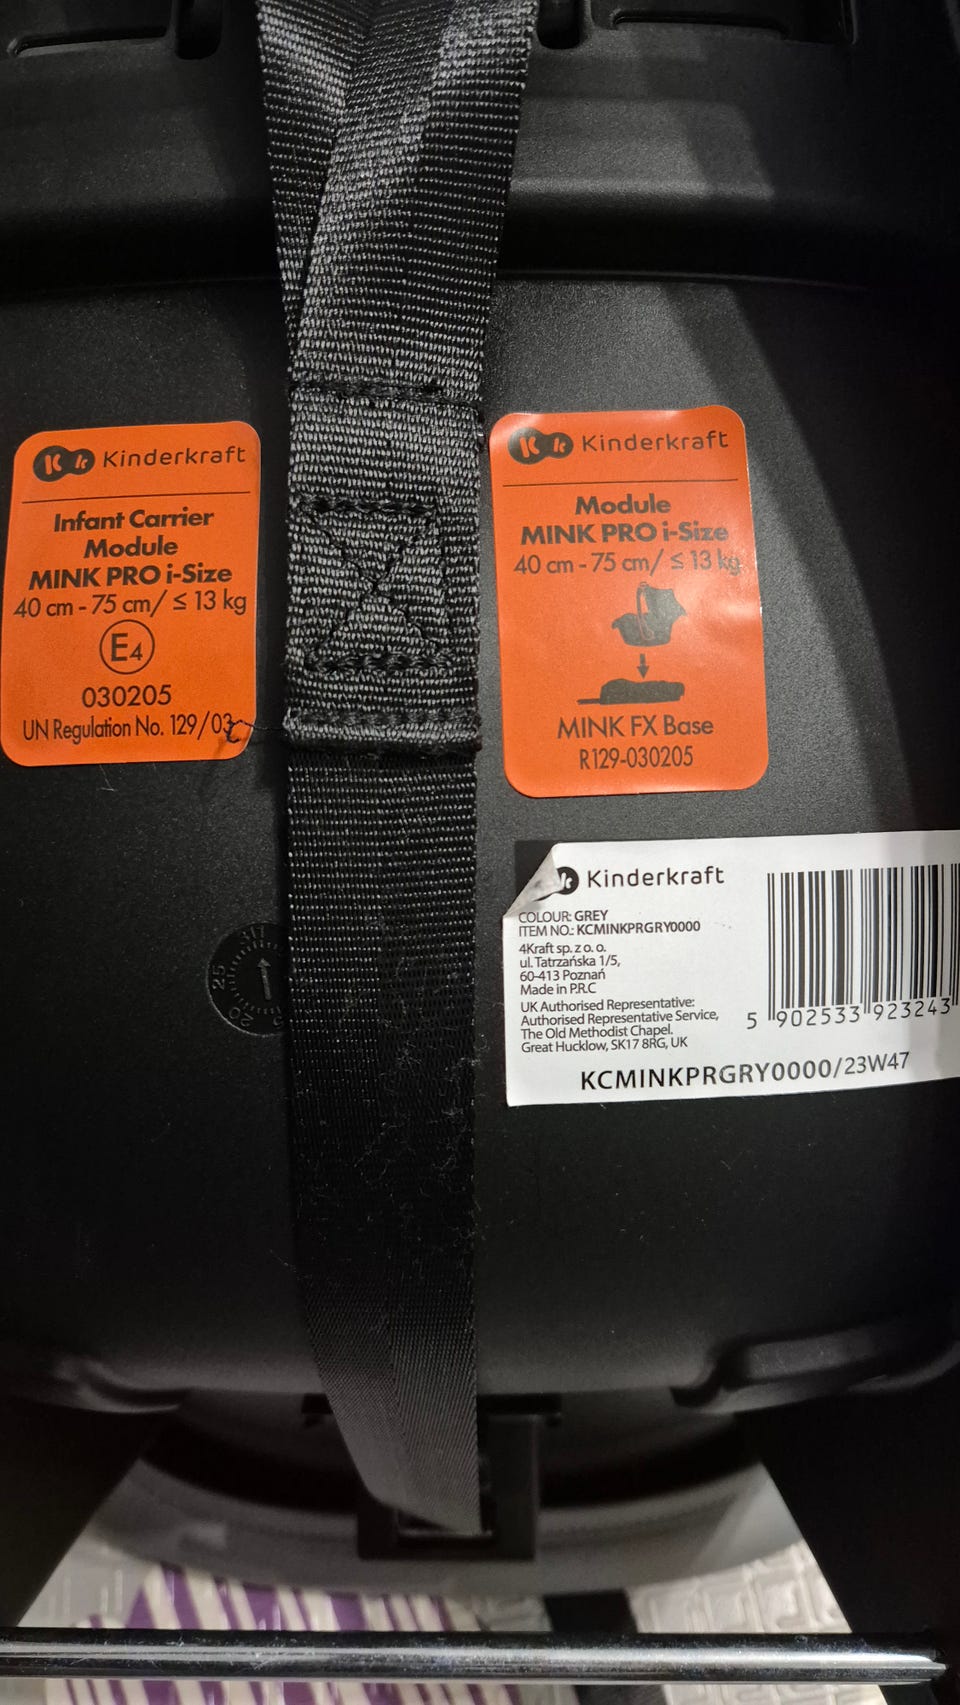 Kinderkraft
Infant Carrier
Module
MINK PRO i-Size
40 cm - 75 cm/ ≤ 13 kg
E4
030205
UN Regulation No. 129/03
Kinderkraft
Module
MINK PRO i-Size
40 cm - 75 cm/ ≤ 13 kg
MINK FX Base
R129-030205
Kinderkraft
COLOUR: GREY
ITEM NO.: KCMINKPRGRY0000
4Kraft sp. z o. o.
ul. Tatrzańska 1/5,
60-413 Poznań
Made in P.R.C
UK Authorised Representative:
Authorised Representative Service,
The Old Methodist Chapel.
Great Hucklow, SK17 8RG, UK
5 902533 923243
KCMINKPRGRY0000/23W47
25